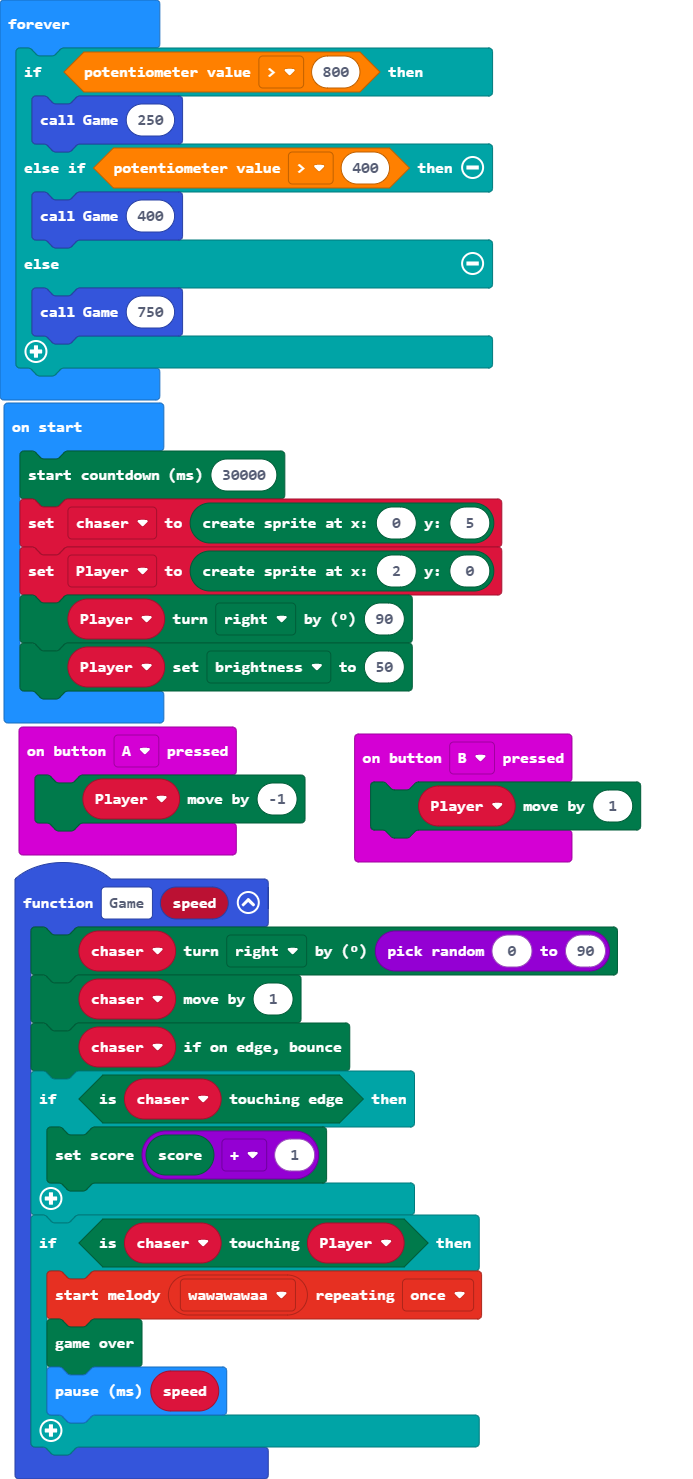 forever
if potentiometer value > 800 then
call Game 250
else if potentiometer value > 400 then
call Game 400
else
call Game 750
on start
start countdown (ms) 30000
set chaser to create sprite at x: 0 y: 5
set Player to create sprite at x: 2 y: 0
Player turn right by (º) 90
Player set brightness to 50
on button A pressed
Player move by -1
on button B pressed
Player move by 1
function Game speed
chaser turn right by (º) pick random 0 to 90
chaser move by 1
chaser if on edge, bounce
if is chaser touching edge then
set score score + 1
if is chaser touching Player then
start melody wawawawaa repeating once
game over
pause (ms) speed